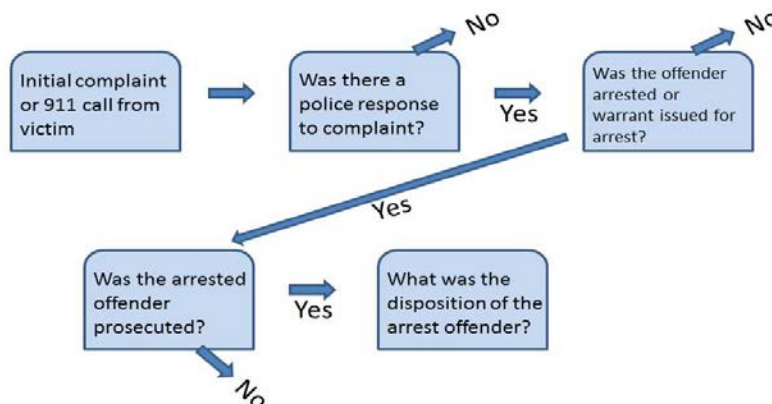 Initial complaint
or 911 call from
victim
Was there a
police response
to complaint?
No
Yes
Was the offender
arrested or
warrant issued for
arrest?
No
Yes
Was the arrested
offender
prosecuted?
No
Yes
What was the
disposition of the
arrest offender?